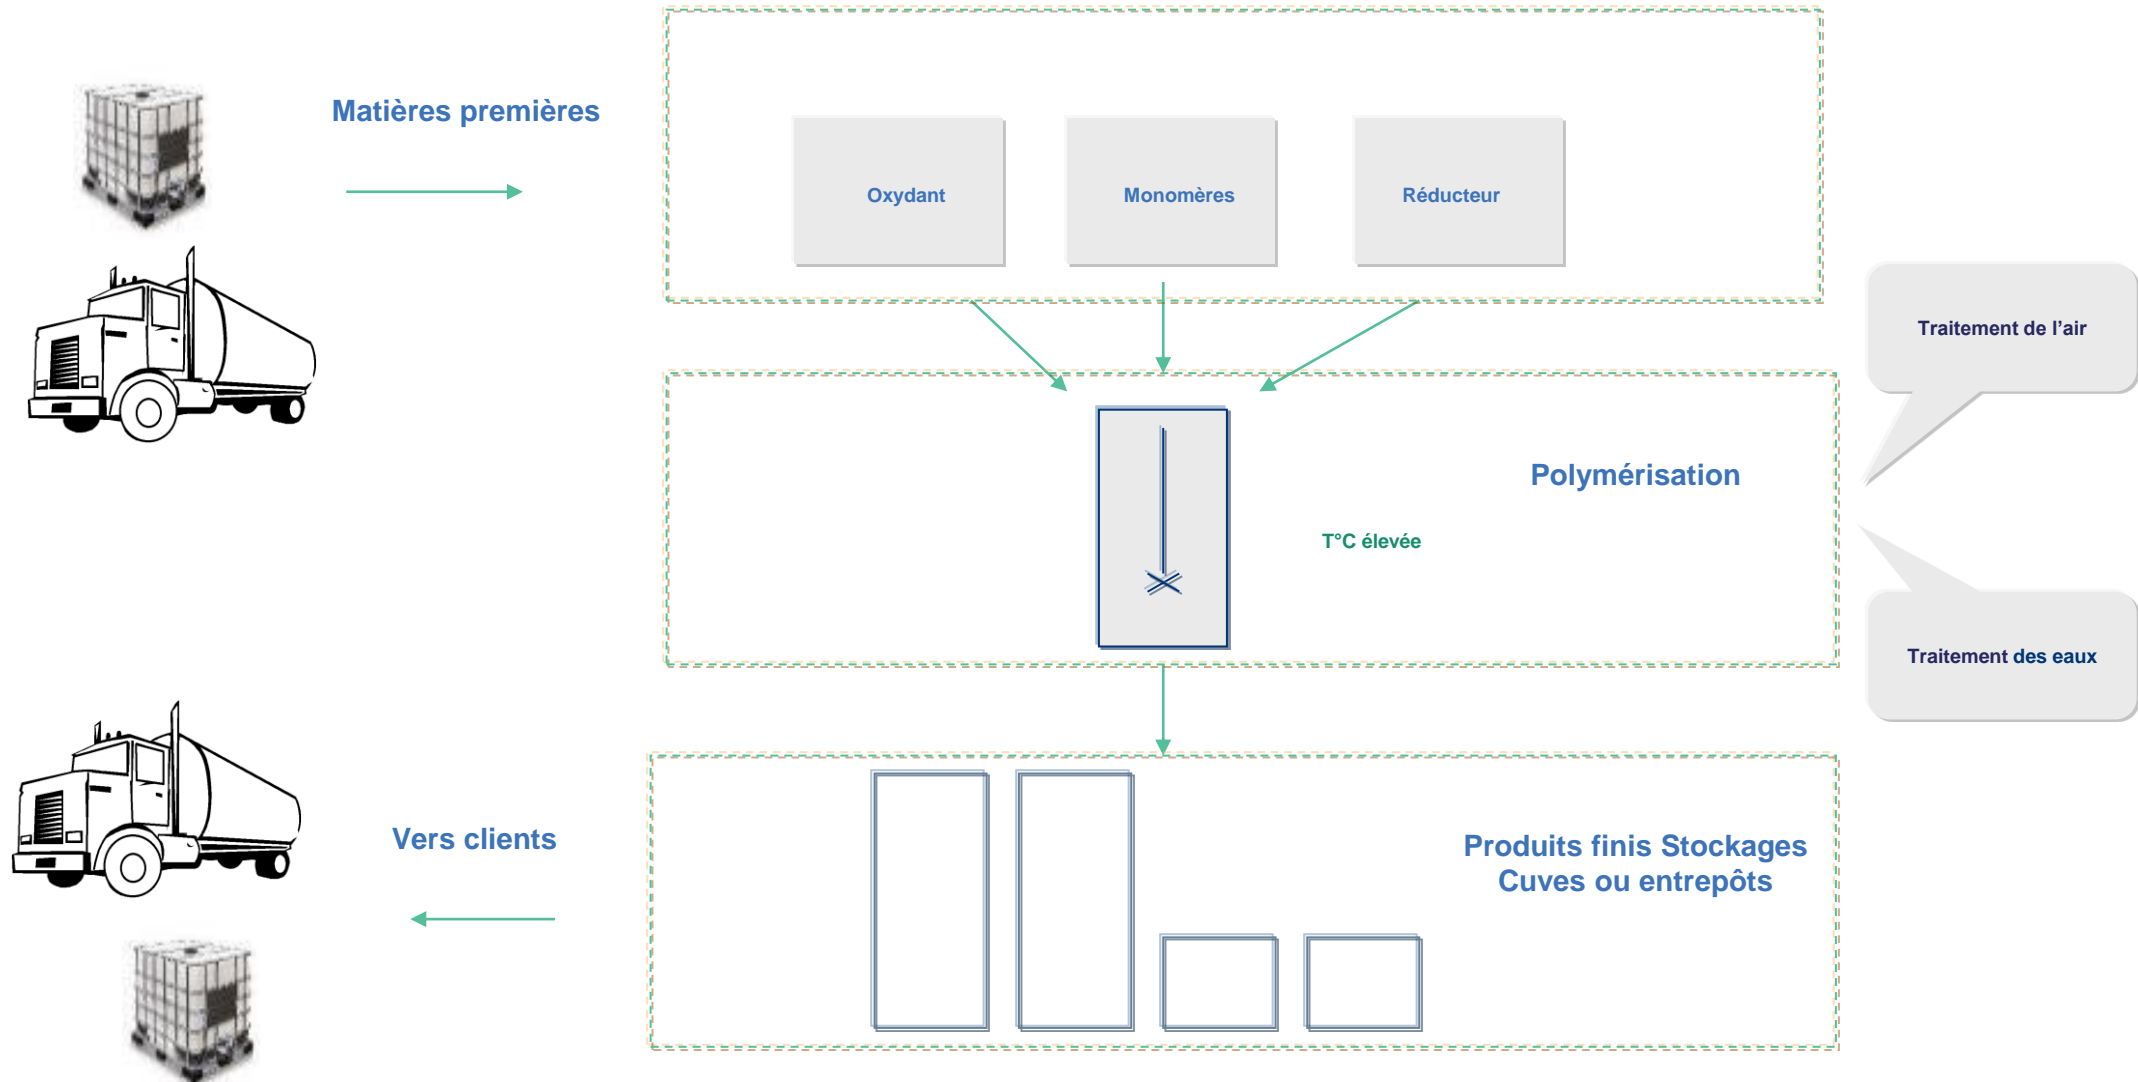 Matières premières
Oxydant
Monomères
Réducteur
Traitement de l’air
Polymérisation
T°C élevée
Traitement des eaux
Vers clients
Produits finis Stockages
Cuves ou entrepôts